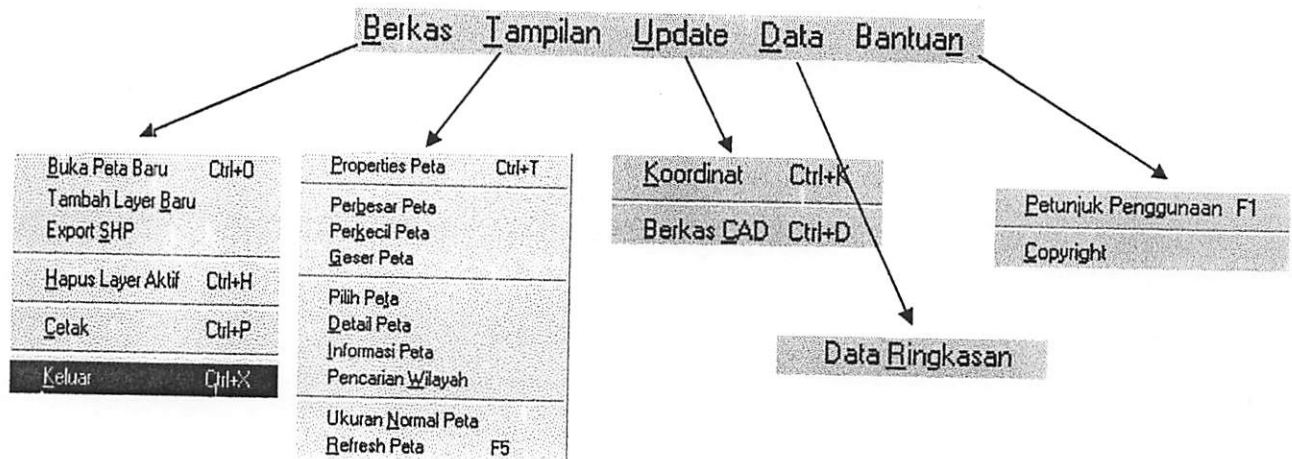 Berkas Tampilan Update Data Bantuan
Buka Peta Baru Ctrl+O
Tambah Layer Baru
Export SHP
Hapus Layer Aktif Ctrl+H
Cetak Ctrl+P
Keluar Ctrl+X
Properties Peta Ctrl+T
Perbesar Peta
Perkecil Peta
Geser Peta
Pilih Peta
Detail Peta
Informasi Peta
Pencarian Wilayah
Ukuran Normal Peta
Refresh Peta F5
Koordinat Ctrl+K
Berkas CAD Ctrl+D
Data Ringkasan
Petunjuk Penggunaan F1
Copyright